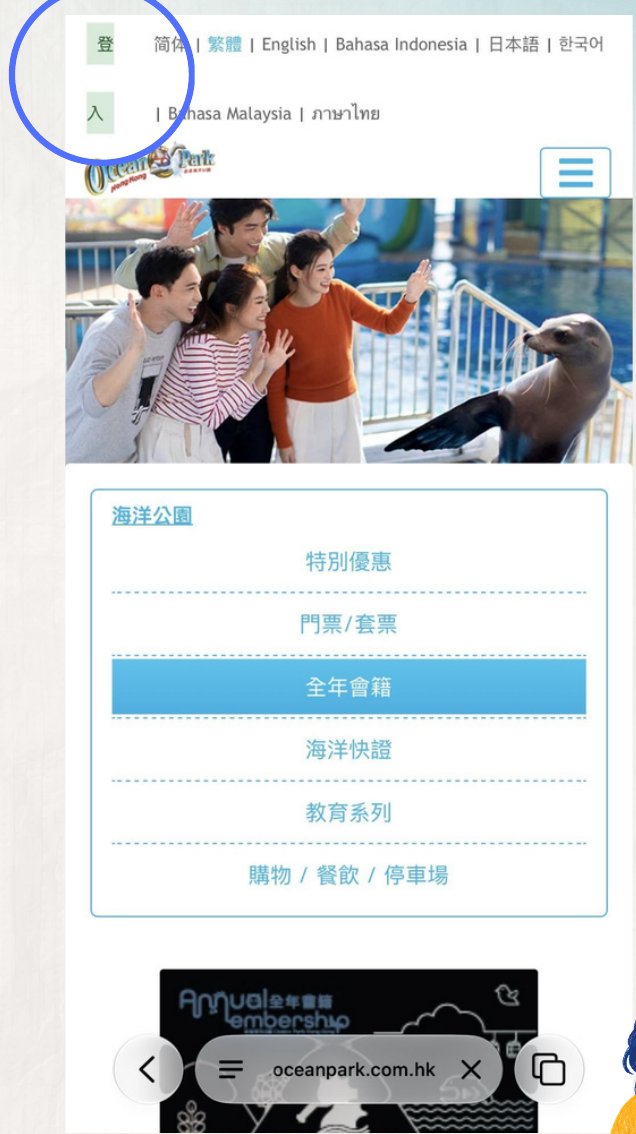 登 简体 | 繁體 | English | Bahasa Indonesia | 日本語 | 한국어
入 | Bahasa Malaysia | ภาษาไทย
Ocean Park
Hong Kong
海洋公園
特別優惠
門票/套票
全年會籍
海洋快證
教育系列
購物 / 餐飲 / 停車場
Annual 全年會籍
Membership
oceanpark.com.hk